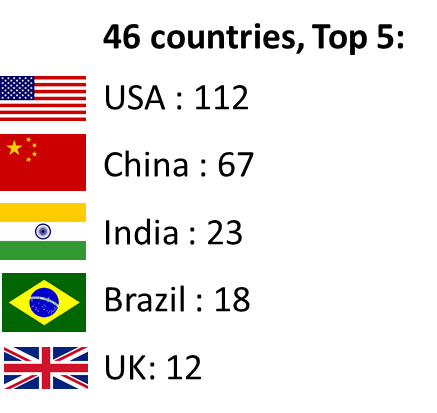 46 countries, Top 5:
USA : 112
China : 67
India : 23
Brazil : 18
UK: 12